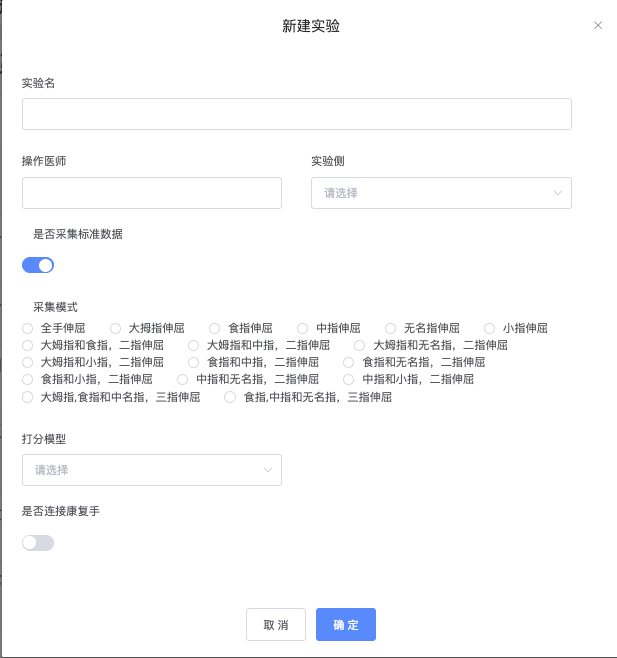 新建实验
实验名
操作医师 实验侧
请选择
是否采集标准数据
采集模式
全手伸屈 大拇指伸屈 食指伸屈 中指伸屈 无名指伸屈 小指伸屈
大姆指和食指，二指伸屈 大姆指和中指，二指伸屈 大姆指和无名指，二指伸屈
大姆指和小指，二指伸屈 食指和中指，二指伸屈 食指和无名指，二指伸屈
食指和小指，二指伸屈 中指和无名指，二指伸屈 中指和小指，二指伸屈
大姆指,食指和中名指，三指伸屈 食指,中指和无名指，三指伸屈
打分模型
请选择
是否连接康复手
取 消 确 定